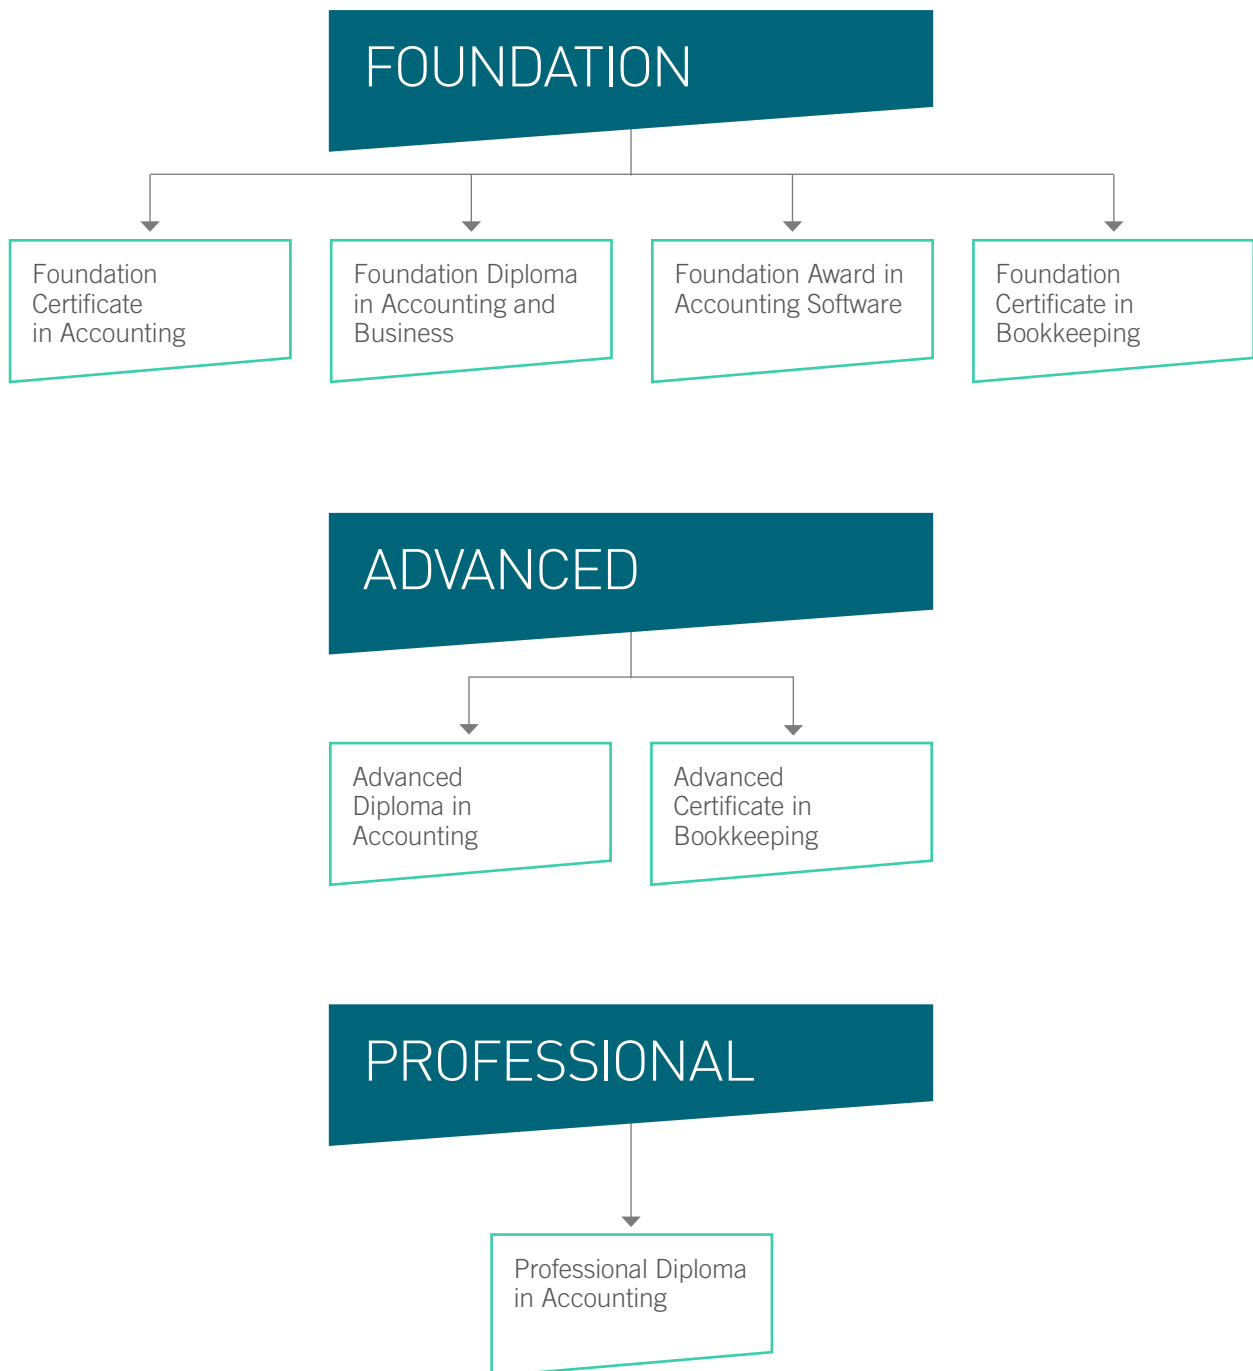 FOUNDATION
Foundation
Certificate
in Accounting
Foundation Diploma
in Accounting and
Business
Foundation Award in
Accounting Software
Foundation
Certificate in
Bookkeeping
ADVANCED
Advanced
Diploma in
Accounting
Advanced
Certificate in
Bookkeeping
PROFESSIONAL
Professional Diploma
in Accounting